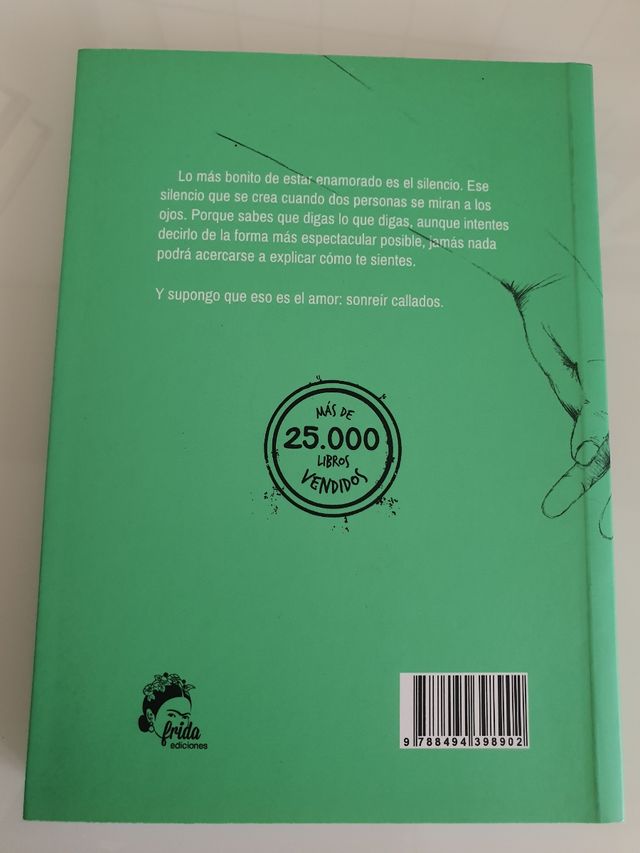 Lo más bonito de estar enamorado es el silencio. Ese
silencio que se crea cuando dos personas se miran a los
ojos. Porque sabes que digas lo que digas, aunque intentes
decirlo de la forma más espectacular posible, jamás nada
podrá acercarse a explicar cómo te sientes.
Y supongo que eso es el amor: sonreír callados.
MÁS DE
25.000
LIBROS
VENDIDOS
frida
ediciones
9 788494 398902